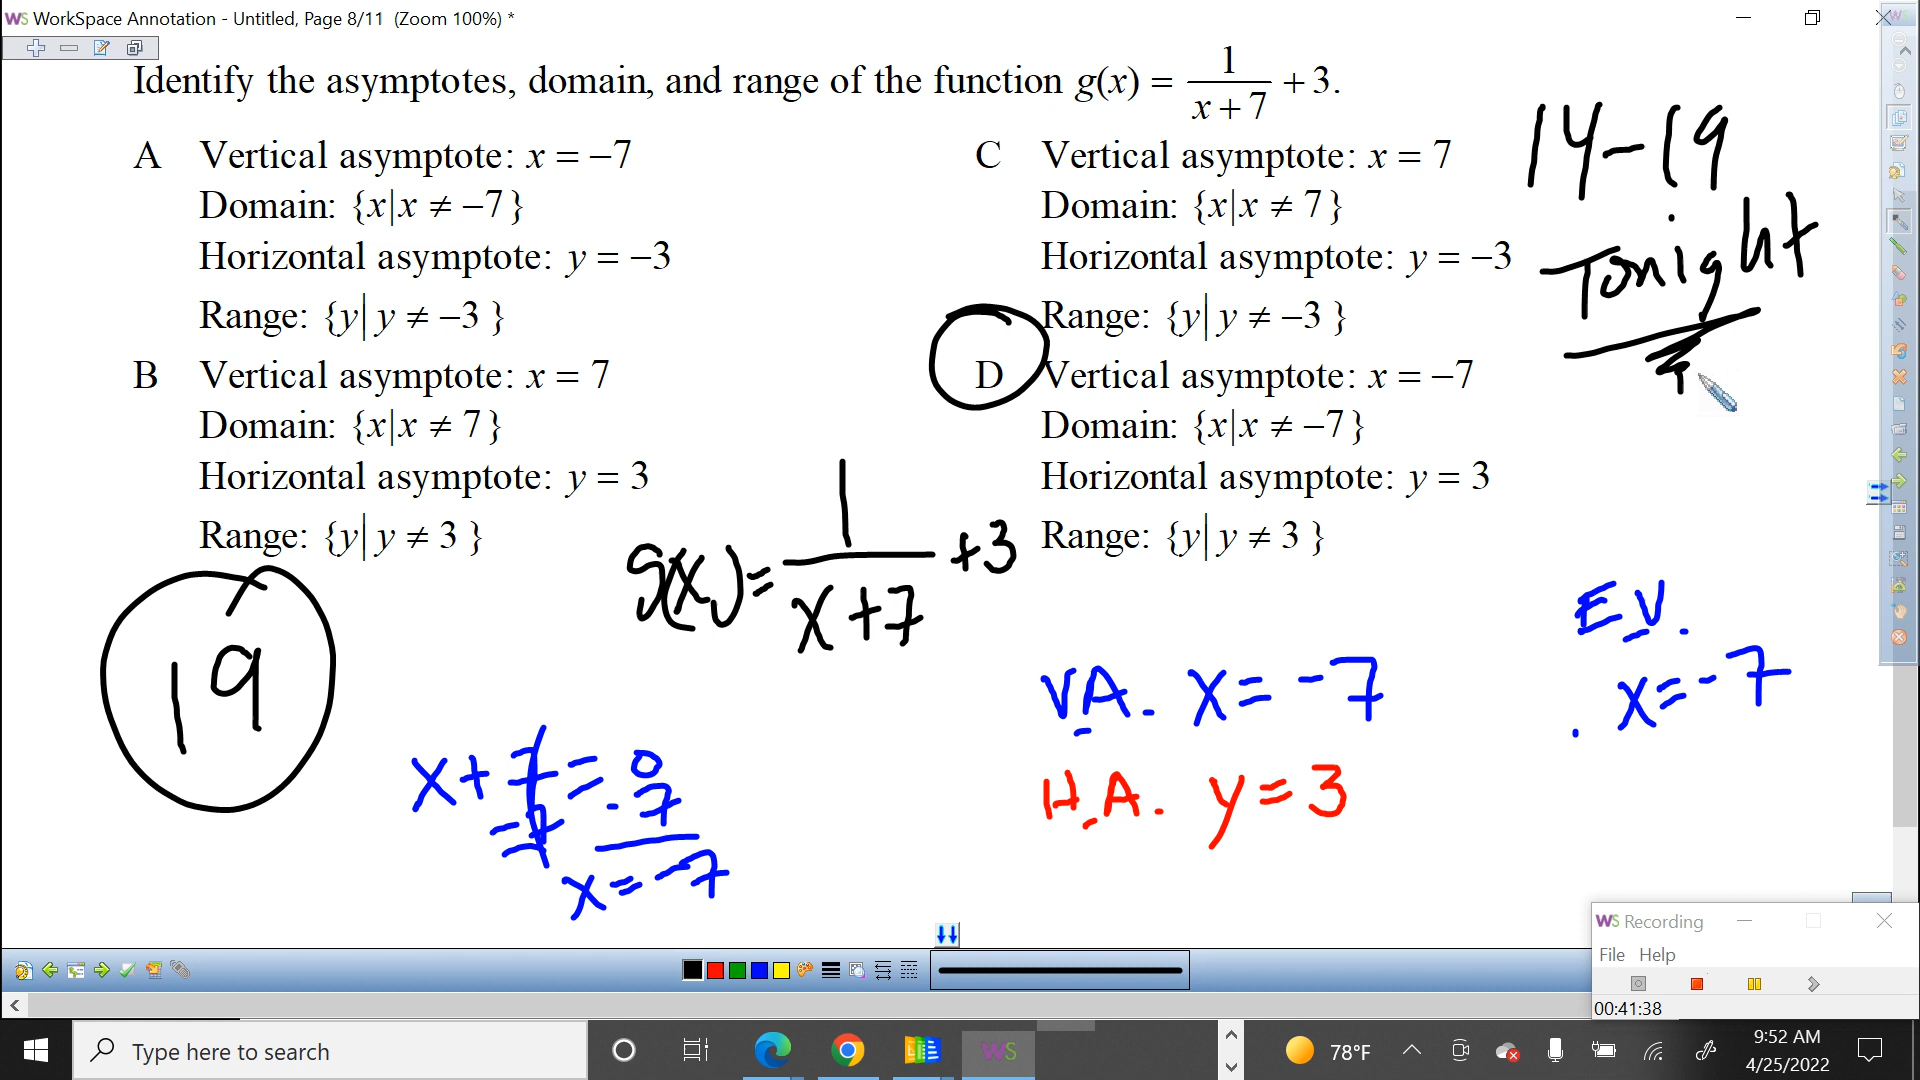 WS WorkSpace Annotation - Untitled, Page 8/11 (Zoom 100%) *
Identify the asymptotes, domain, and range of the function g(x) = 1/(x + 7) + 3.
A Vertical asymptote: x = −7
Domain: {x|x ≠ −7}
Horizontal asymptote: y = −3
Range: {y| y ≠ −3 }
B Vertical asymptote: x = 7
Domain: {x|x ≠ 7}
Horizontal asymptote: y = 3
Range: {y| y ≠ 3 }
C Vertical asymptote: x = 7
Domain: {x|x ≠ 7}
Horizontal asymptote: y = −3
Range: {y| y ≠ −3 }
D Vertical asymptote: x = −7
Domain: {x|x ≠ −7}
Horizontal asymptote: y = 3
Range: {y| y ≠ 3 }
14-19
Tonight
19
g(x) = 1/(x+7) +3
x+7=0
-7 -7
x=-7
V.A. x=-7
H.A. y=3
E.V.
x=-7
WS Recording
File Help
00:41:38
Type here to search
WS
78°F
9:52 AM
4/25/2022